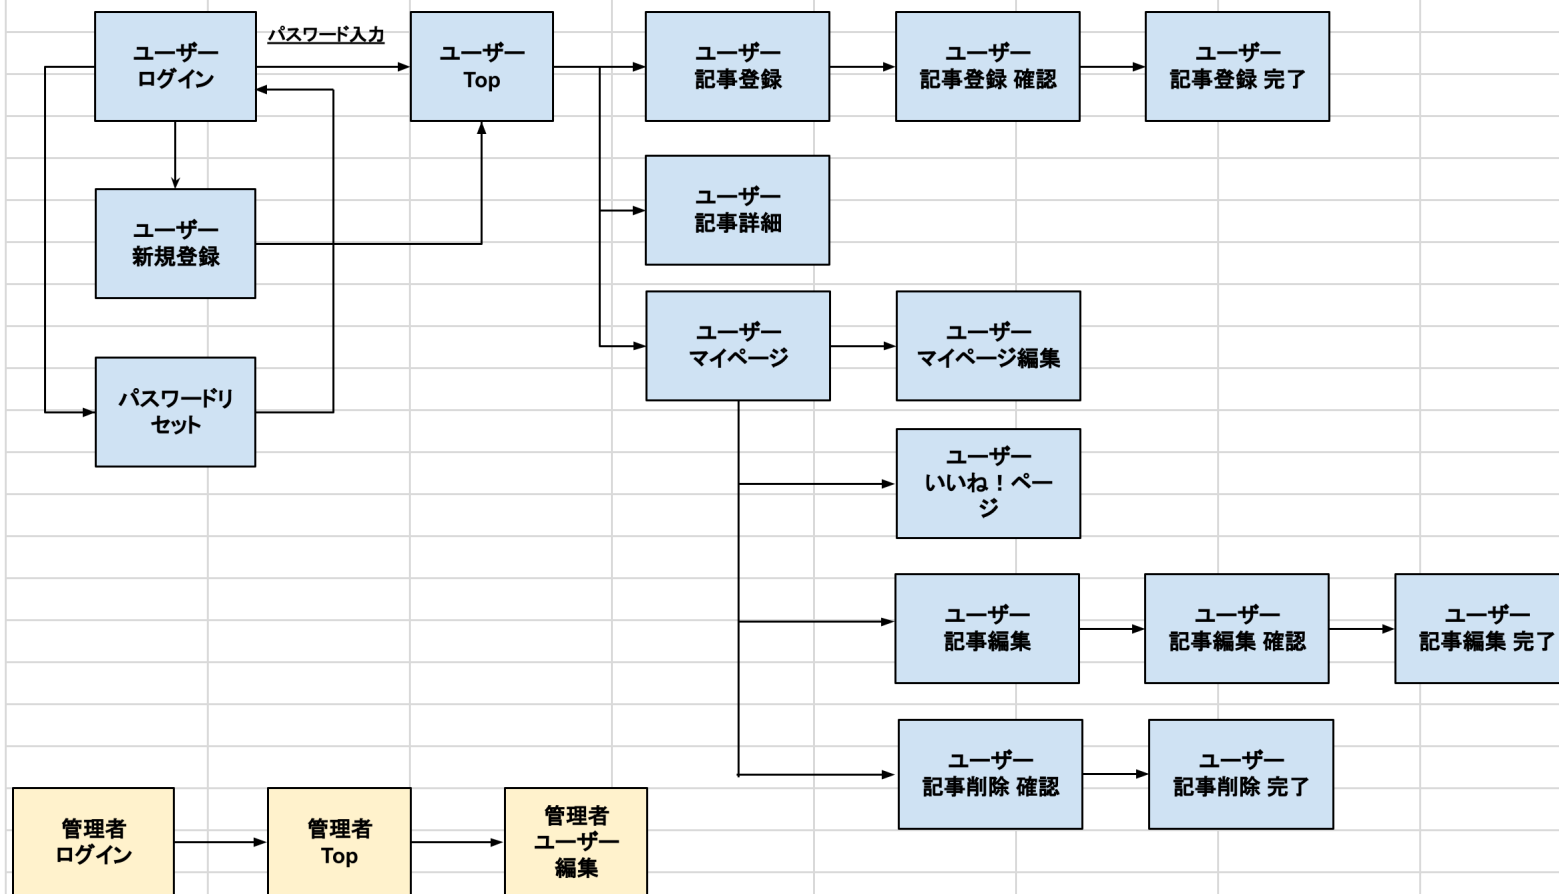 ユーザー
ログイン
パスワード入力
ユーザー
Top
ユーザー
記事登録
ユーザー
記事登録 確認
ユーザー
記事登録 完了
ユーザー
新規登録
ユーザー
記事詳細
ユーザー
マイページ
ユーザー
マイページ編集
パスワードリ
セット
ユーザー
いいね！ペー
ジ
ユーザー
記事編集
ユーザー
記事編集 確認
ユーザー
記事編集 完了
ユーザー
記事削除 確認
ユーザー
記事削除 完了
管理者
ログイン
管理者
Top
管理者
ユーザー
編集